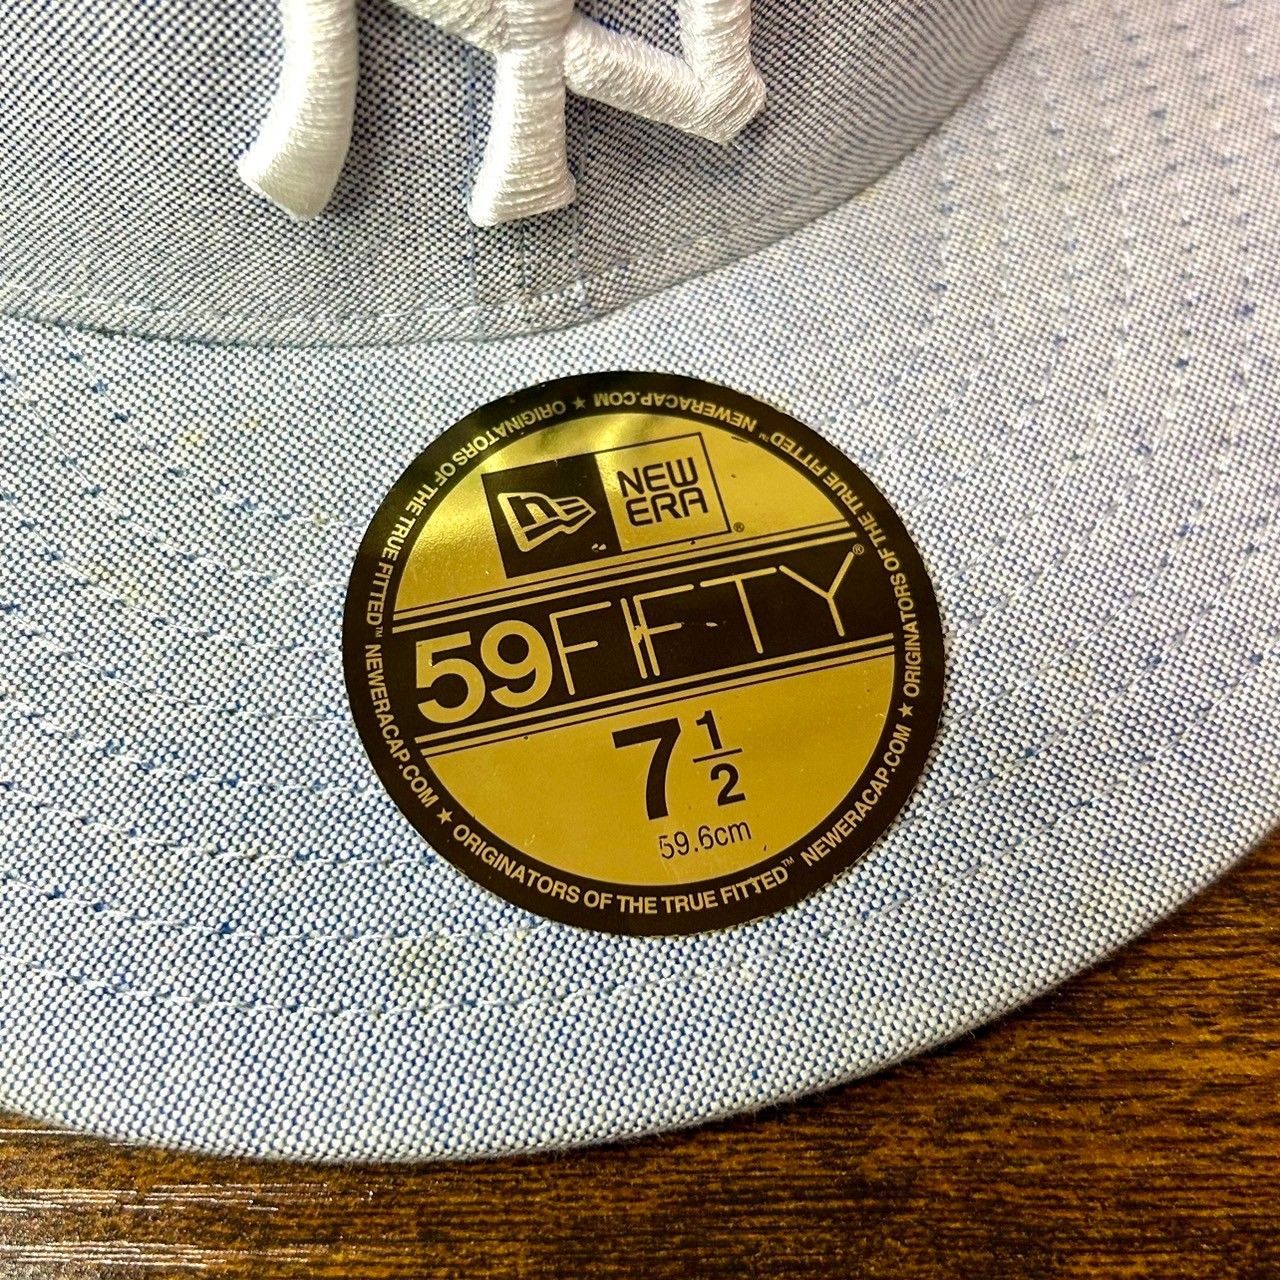 NEW
ERA®
59FIFTY®
7 1/2
59.6cm
ORIGINATORS OF THE TRUE FITTED™ NEWERACAP.COM ★
ORIGINATORS OF THE TRUE FITTED™ NEWERACAP.COM ★
ORIGINATORS OF THE TRUE FITTED™ NEWERACAP.COM ★